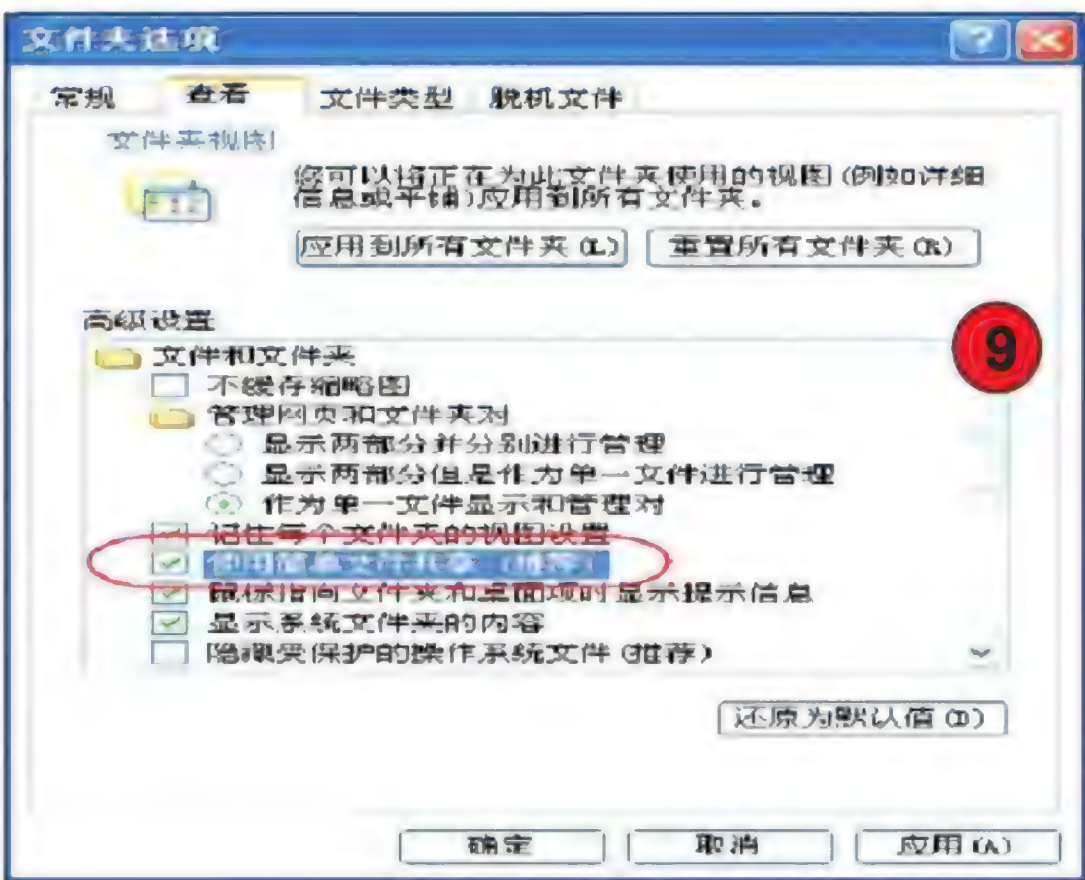 文件夹选项
常规 查看 文件类型 脱机文件
文件夹视图
您可以将正在为此文件夹使用的视图(例如详细
信息或平铺)应用到所有文件夹。
应用到所有文件夹(L) 重置所有文件夹(R)
高级设置
9
文件和文件夹
不缓存缩略图
管理网页和文件夹对
显示两部分并分别进行管理
显示两部分但是作为单一文件进行管理
作为单一文件显示和管理对
记住每个文件夹的视图设置
使用简单文件共享(推荐)
鼠标指向文件夹和桌面项时显示提示信息
显示系统文件夹的内容
隐藏受保护的操作系统文件(推荐)
还原为默认值(D)
确定 取消 应用(A)